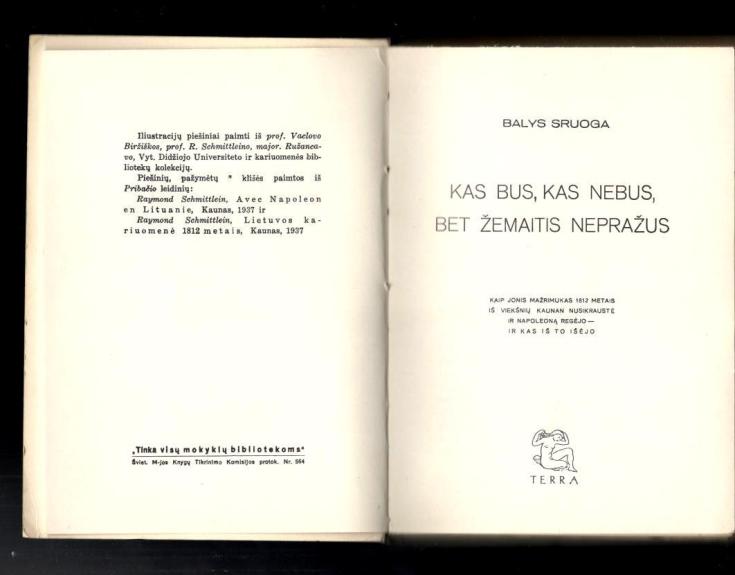 Iliustracijų piešiniai paimti iš prof. Vaclovo
Biržiškos, prof. R. Schmittleino, major. Ružanca-
vo, Vyt. Didžiojo Universiteto ir kariuomenės bib-
liotekų kolekcijų.
Piešinių, pažymėtų * klišės paimtos iš
Pribačio leidinių:
Raymond Schmittlein, Avec Napoleon
en Lituanie, Kaunas, 1937 ir
Raymond Schmittlein, Lietuvos ka-
riuomenė 1812 metais, Kaunas, 1937
„Tinka visų mokyklų bibliotekoms“
Šviet. M-jos Knygų Tikrinimo Komisijos protok. Nr. 564
BALYS SRUOGA
KAS BUS, KAS NEBUS,
BET ŽEMAITIS NEPRAŽUS
KAIP JONIS MAŽRIMUKAS 1812 METAIS
IŠ VIEKŠNIŲ KAUNAN NUSIKRAUSTĖ
IR NAPOLEONĄ REGĖJO —
IR KAS IŠ TO IŠĖJO
TERRA